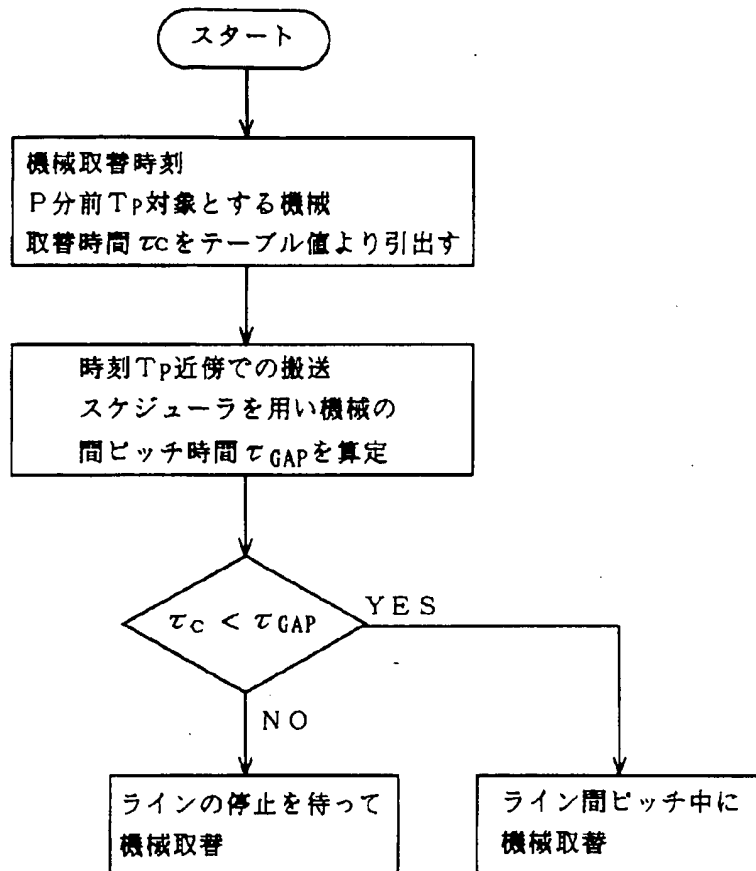 スタート
機械取替時刻
P分前Tp対象とする機械
取替時間τcをテーブル値より引出す
時刻Tp近傍での搬送
スケジューラを用い機械の
間ピッチ時間τGAPを算定
τc < τGAP
YES
NO
ラインの停止を待って
機械取替
ライン間ピッチ中に
機械取替